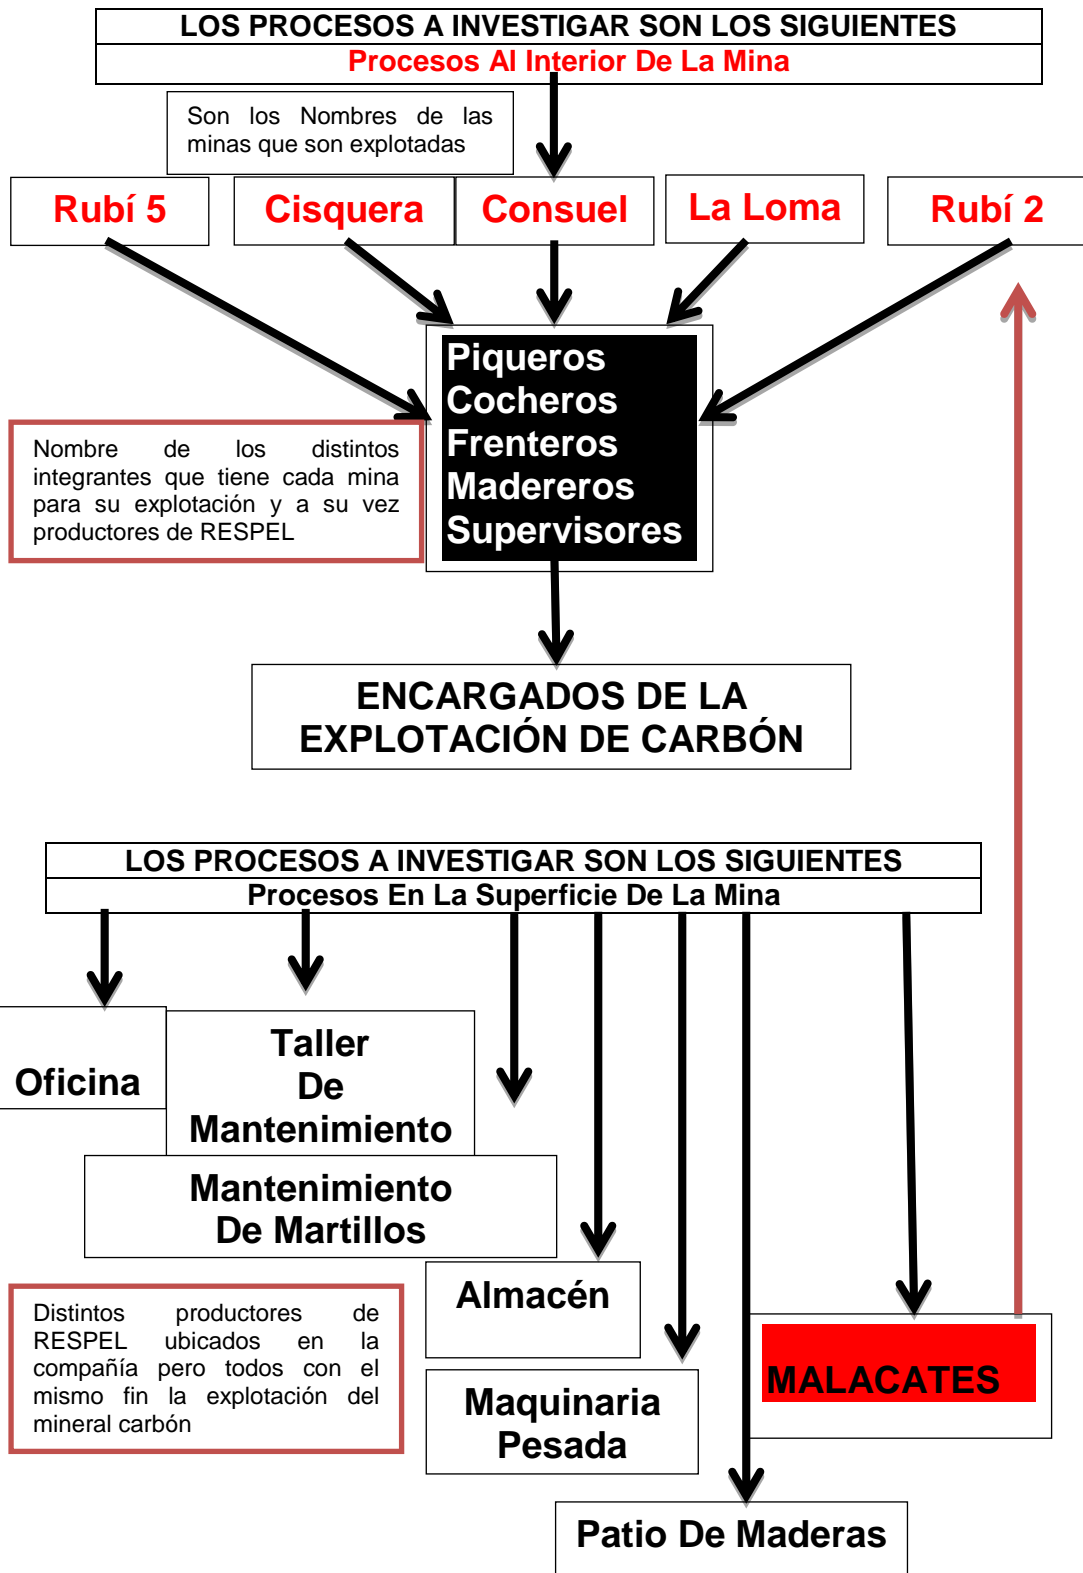 LOS PROCESOS A INVESTIGAR SON LOS SIGUIENTES
Procesos Al Interior De La Mina
Son los Nombres de las
minas que son explotadas
Rubí 5
Cisquera
Consuel
La Loma
Rubí 2
Piqueros
Cocheros
Frenteros
Madereros
Supervisores
Nombre de los distintos
integrantes que tiene cada mina
para su explotación y a su vez
productores de RESPEL
ENCARGADOS DE LA
EXPLOTACIÓN DE CARBÓN
LOS PROCESOS A INVESTIGAR SON LOS SIGUIENTES
Procesos En La Superficie De La Mina
Oficina
Taller
De
Mantenimiento
Mantenimiento
De Martillos
Almacén
Distintos productores de
RESPEL ubicados en la
compañía pero todos con el
mismo fin la explotación del
mineral carbón
Maquinaria
Pesada
MALACATES
Patio De Maderas